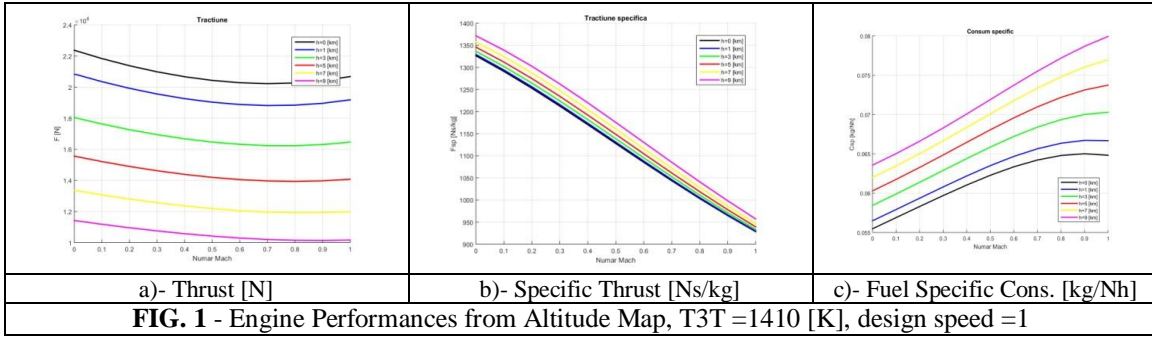 Tractiune
×10⁴
2.4
2.2
2
1.8
1.6
1.4
1.2
1
F [N]
h=0 [km]
h=1 [km]
h=3 [km]
h=5 [km]
h=7 [km]
h=9 [km]
0 0.1 0.2 0.3 0.4 0.5 0.6 0.7 0.8 0.9 1
Numar Mach
Tractiune specifica
1400
1350
1300
1250
1200
1150
1100
1050
1000
950
900
Fsp [Ns/kg]
h=0 [km]
h=1 [km]
h=3 [km]
h=5 [km]
h=7 [km]
h=9 [km]
0 0.1 0.2 0.3 0.4 0.5 0.6 0.7 0.8 0.9 1
Numar Mach
Consum specific
0.08
0.075
0.07
0.065
0.06
0.055
Csp [kg/Nh]
h=0 [km]
h=1 [km]
h=3 [km]
h=5 [km]
h=7 [km]
h=9 [km]
0 0.1 0.2 0.3 0.4 0.5 0.6 0.7 0.8 0.9 1
Numar Mach
a)- Thrust [N]
b)- Specific Thrust [Ns/kg]
c)- Fuel Specific Cons. [kg/Nh]
FIG. 1 - Engine Performances from Altitude Map, T3T =1410 [K], design speed =1